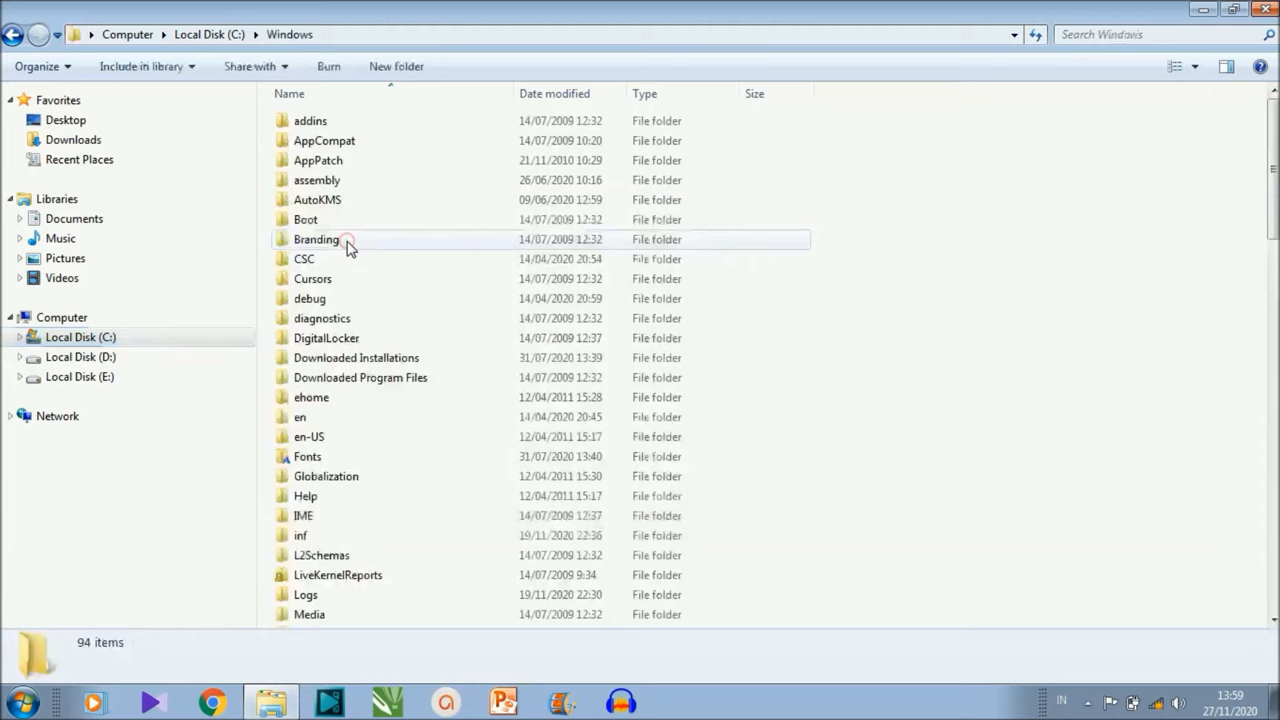 Computer Local Disk (C:) Windows
Search Windows
Organize Include in library Share with Burn New folder
Name Date modified Type Size
Favorites
Desktop
Downloads
Recent Places
Libraries
Documents
Music
Pictures
Videos
Computer
Local Disk (C:)
Local Disk (D:)
Local Disk (E:)
Network
addins 14/07/2009 12:32 File folder
AppCompat 14/07/2009 10:20 File folder
AppPatch 21/11/2010 10:29 File folder
assembly 26/06/2020 10:16 File folder
AutoKMS 09/06/2020 12:59 File folder
Boot 14/07/2009 12:32 File folder
Branding 14/07/2009 12:32 File folder
CSC 14/04/2020 20:54 File folder
Cursors 14/07/2009 12:32 File folder
debug 14/04/2020 20:59 File folder
diagnostics 14/07/2009 12:32 File folder
DigitalLocker 14/07/2009 12:37 File folder
Downloaded Installations 31/07/2020 13:39 File folder
Downloaded Program Files 14/07/2009 12:32 File folder
ehome 12/04/2011 15:28 File folder
en 14/04/2020 20:45 File folder
en-US 12/04/2011 15:17 File folder
Fonts 31/07/2020 13:40 File folder
Globalization 12/04/2011 15:30 File folder
Help 12/04/2011 15:17 File folder
IME 14/07/2009 12:37 File folder
inf 19/11/2020 22:36 File folder
L2Schemas 14/07/2009 12:32 File folder
LiveKernelReports 14/07/2009 9:34 File folder
Logs 19/11/2020 22:30 File folder
Media 14/07/2009 12:32 File folder
94 items
IN
13:59
27/11/2020